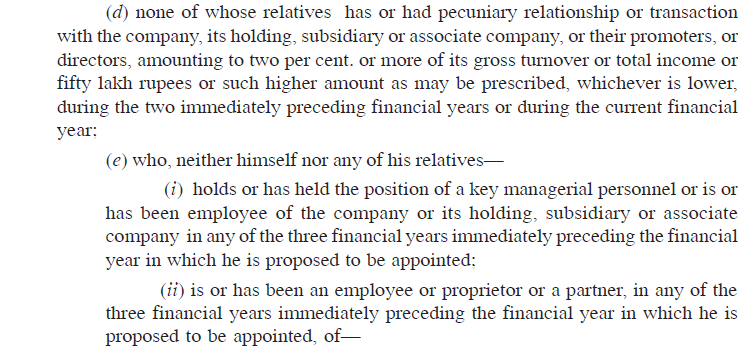 (d) none of whose relatives has or had pecuniary relationship or transaction
with the company, its holding, subsidiary or associate company, or their promoters, or
directors, amounting to two per cent. or more of its gross turnover or total income or
fifty lakh rupees or such higher amount as may be prescribed, whichever is lower,
during the two immediately preceding financial years or during the current financial
year;
(e) who, neither himself nor any of his relatives—
(i) holds or has held the position of a key managerial personnel or is or
has been employee of the company or its holding, subsidiary or associate
company in any of the three financial years immediately preceding the financial
year in which he is proposed to be appointed;
(ii) is or has been an employee or proprietor or a partner, in any of the
three financial years immediately preceding the financial year in which he is
proposed to be appointed, of—